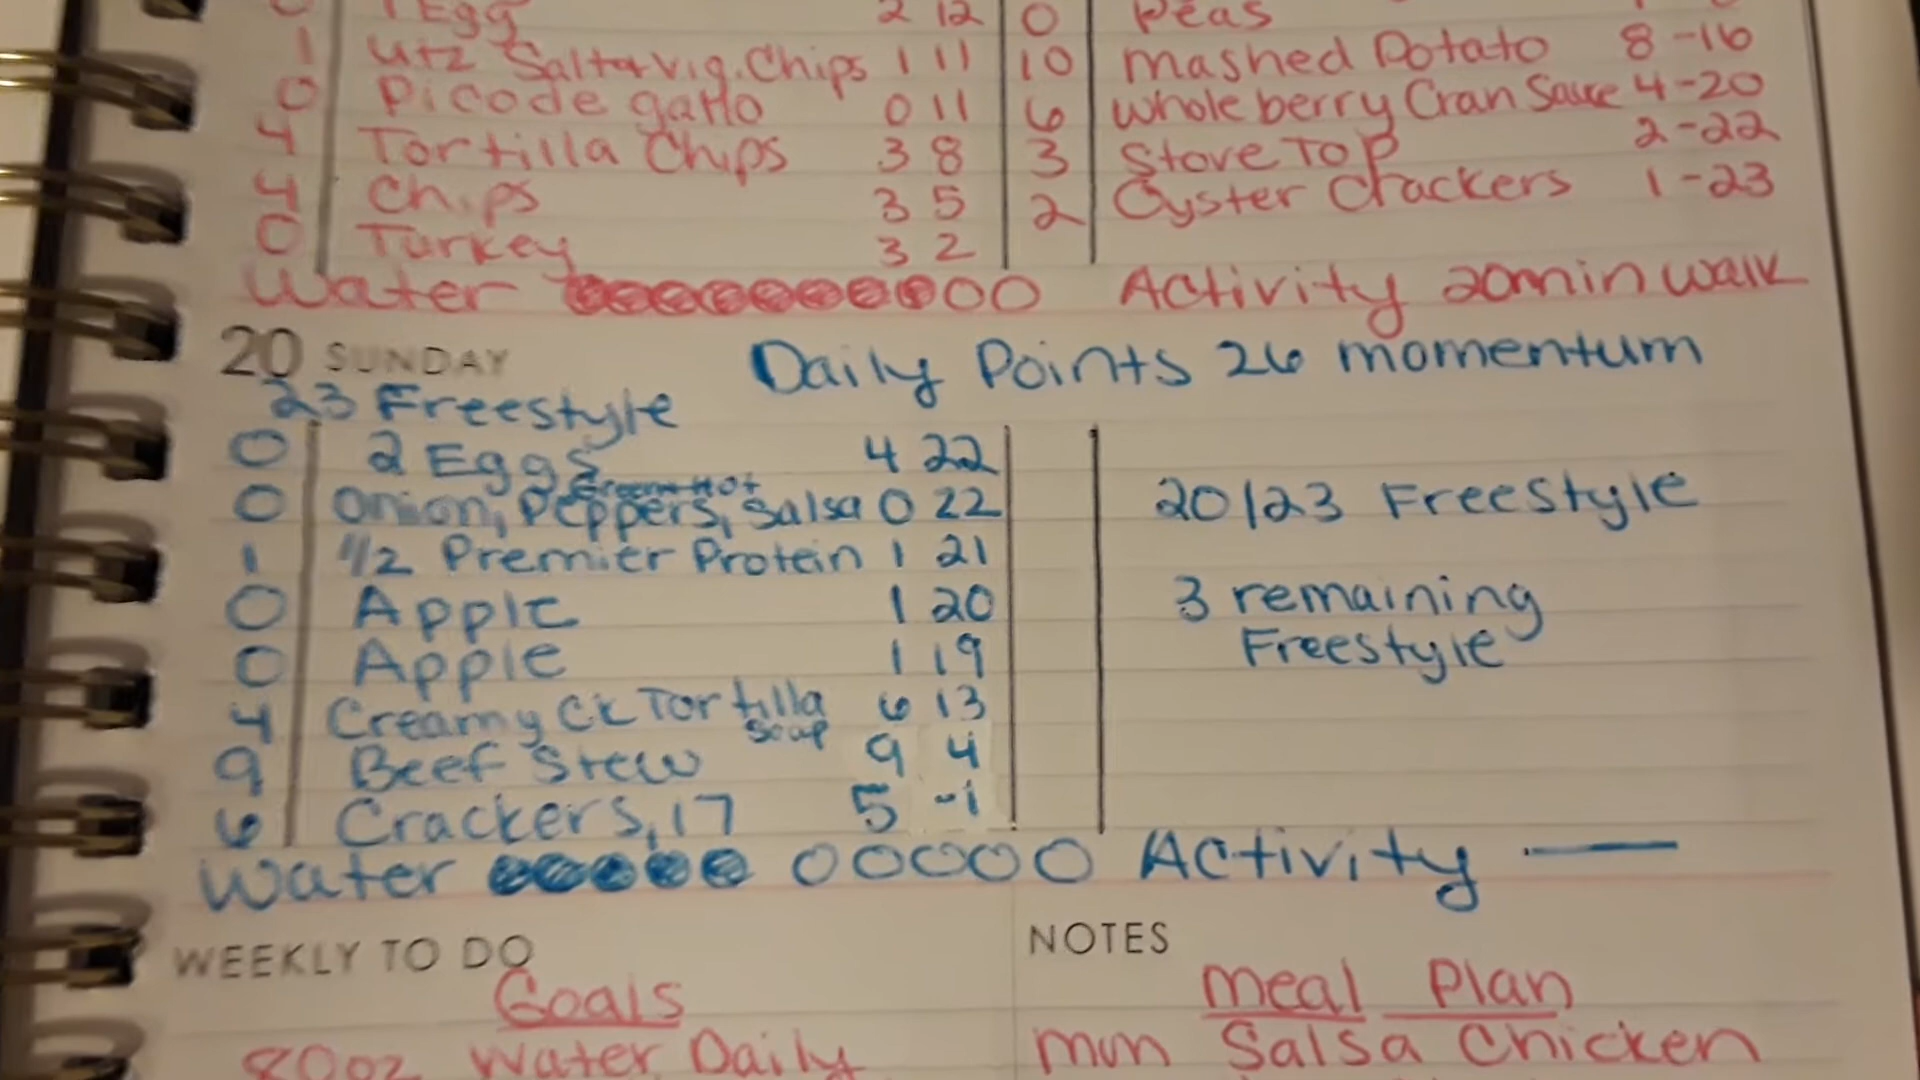 0 1 Egg 2 12
1 Utz Salt+Vig. Chips 1 11
0 Pico de gallo 0 11
4 Tortilla Chips 3 8
4 Chips 3 5
0 Turkey 3 2
0 Peas
10 mashed Potato 8 -16
6 whole berry Cran Sauce 4 -20
3 Stove Top 2 -22
2 Oyster Crackers 1 -23
Water Activity 20min walk
20 SUNDAY Daily Points 26 momentum
23 Freestyle
0 2 Eggs 4 22
0 Onion, Peppers, Salsa 0 22
1 1/2 Premier Protein 1 21
0 Apple 1 20
0 Apple 1 19
4 Creamy Ck Tortilla Soup 6 13
9 Beef Stew 9 4
6 Crackers, 17 5 -1
20/23 Freestyle
3 remaining
Freestyle
Water Activity —
WEEKLY TO DO
Goals
80oz Water Daily
NOTES
Meal Plan
mm Salsa Chicken